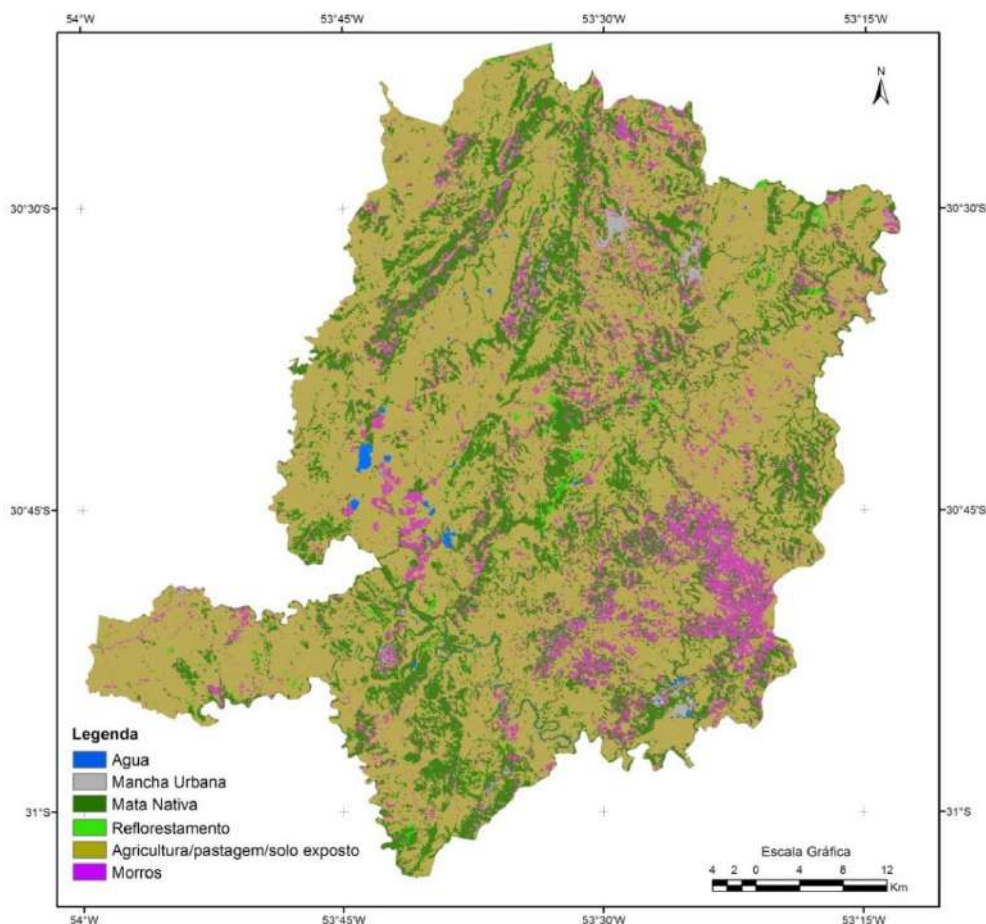 54°W 53°45'W 53°30'W 53°15'W
N
30°30'S 30°30'S
30°45'S 30°45'S
Legenda
Agua
Mancha Urbana
Mata Nativa
Reflorestamento
Agricultura/pastagem/solo exposto
Morros
31°S 31°S
Escala Gráfica
4 2 0 4 8 12
Km
54°W 53°45'W 53°30'W 53°15'W